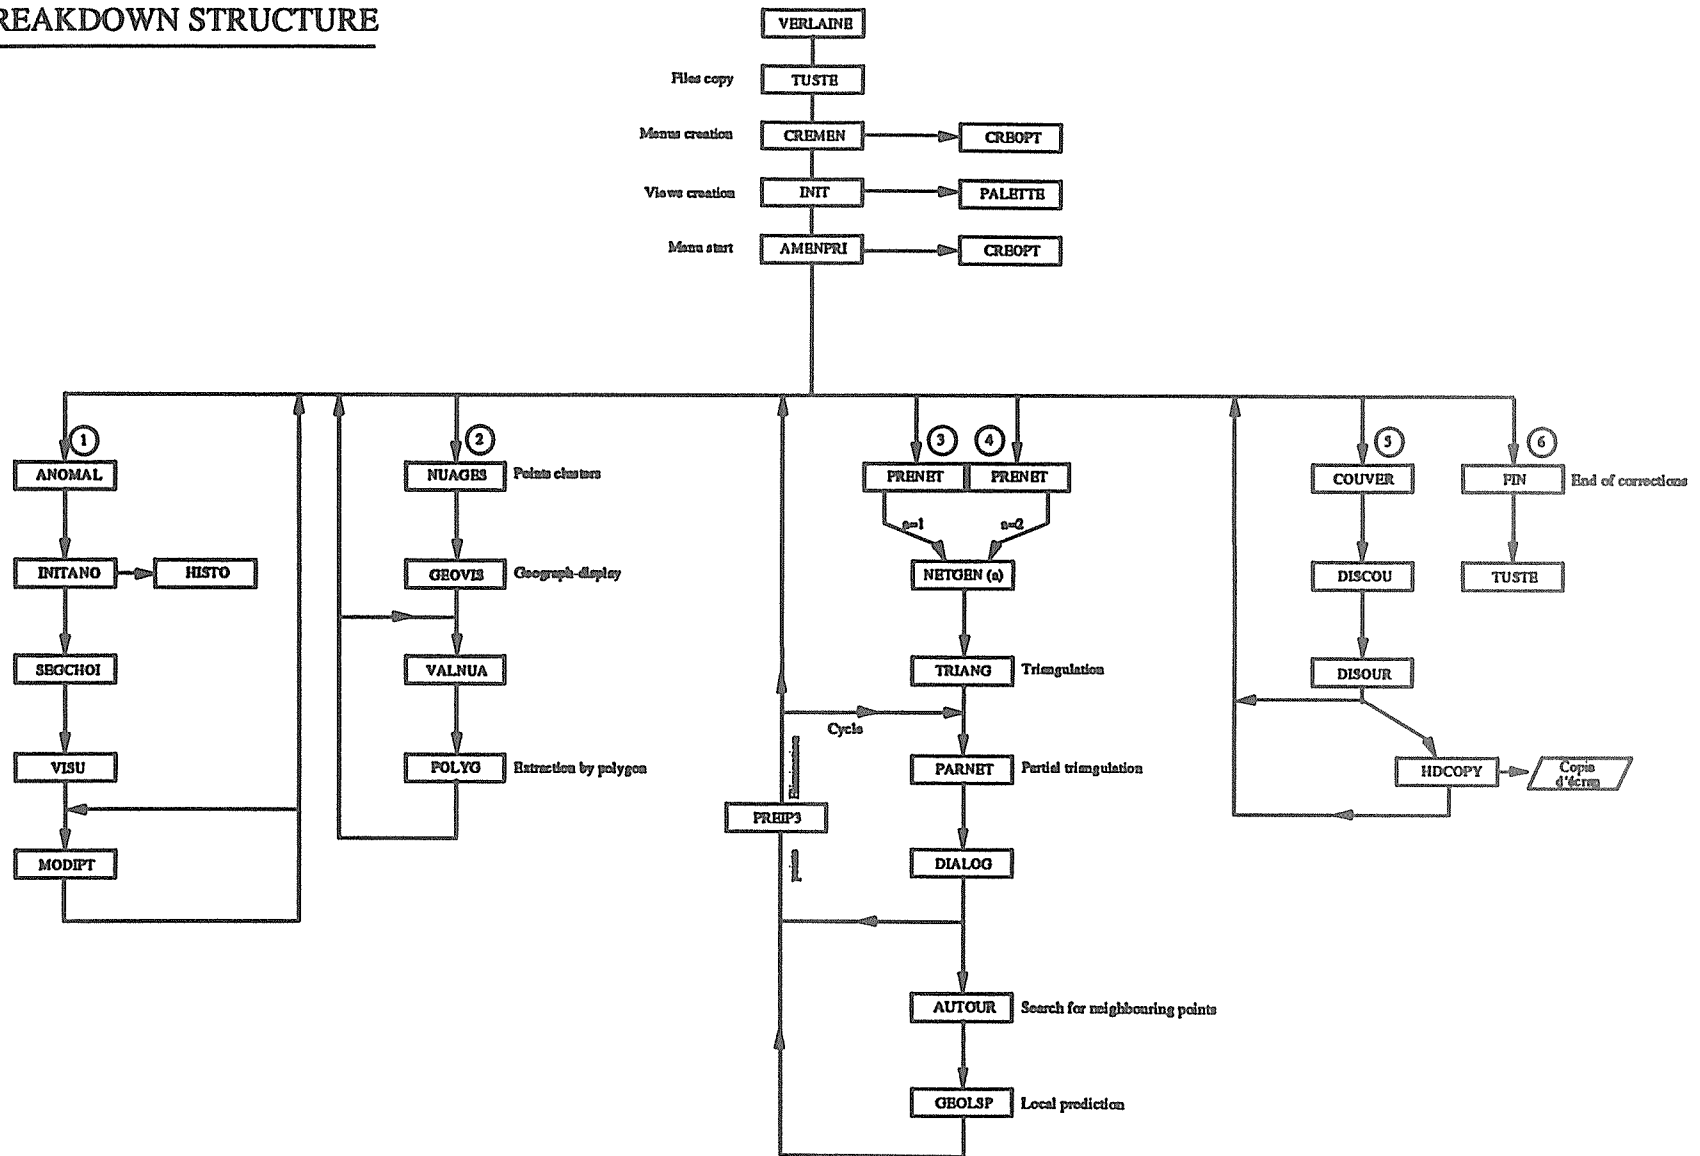 REAKDOWN STRUCTURE
VERLAINE
Files copy
TUSTE
Menus creation
CREMEN
CREOPT
Views creation
INIT
PALETTE
Menu start
AMENPRI
CREOPT
1
2
3
4
5
6
ANOMAL
NUAGES
Points clusters
PRENET
PRENET
COUVER
FIN
End of corrections
n=1
n=2
INITANO
HISTO
GEOVIS
Geograph-display
NETGEN (n)
DISCOU
TUSTE
SEGCHOI
VALNUA
TRIANG
Triangulation
DISOUR
Cycle
VISU
POLYG
Extraction by polygon
Elimination
PARNET
Partial triangulation
HDCOPY
Copie
d'écran
PREIP3
MODIPT
DIALOG
AUTOUR
Search for neighbouring points
GEOLSP
Local prediction